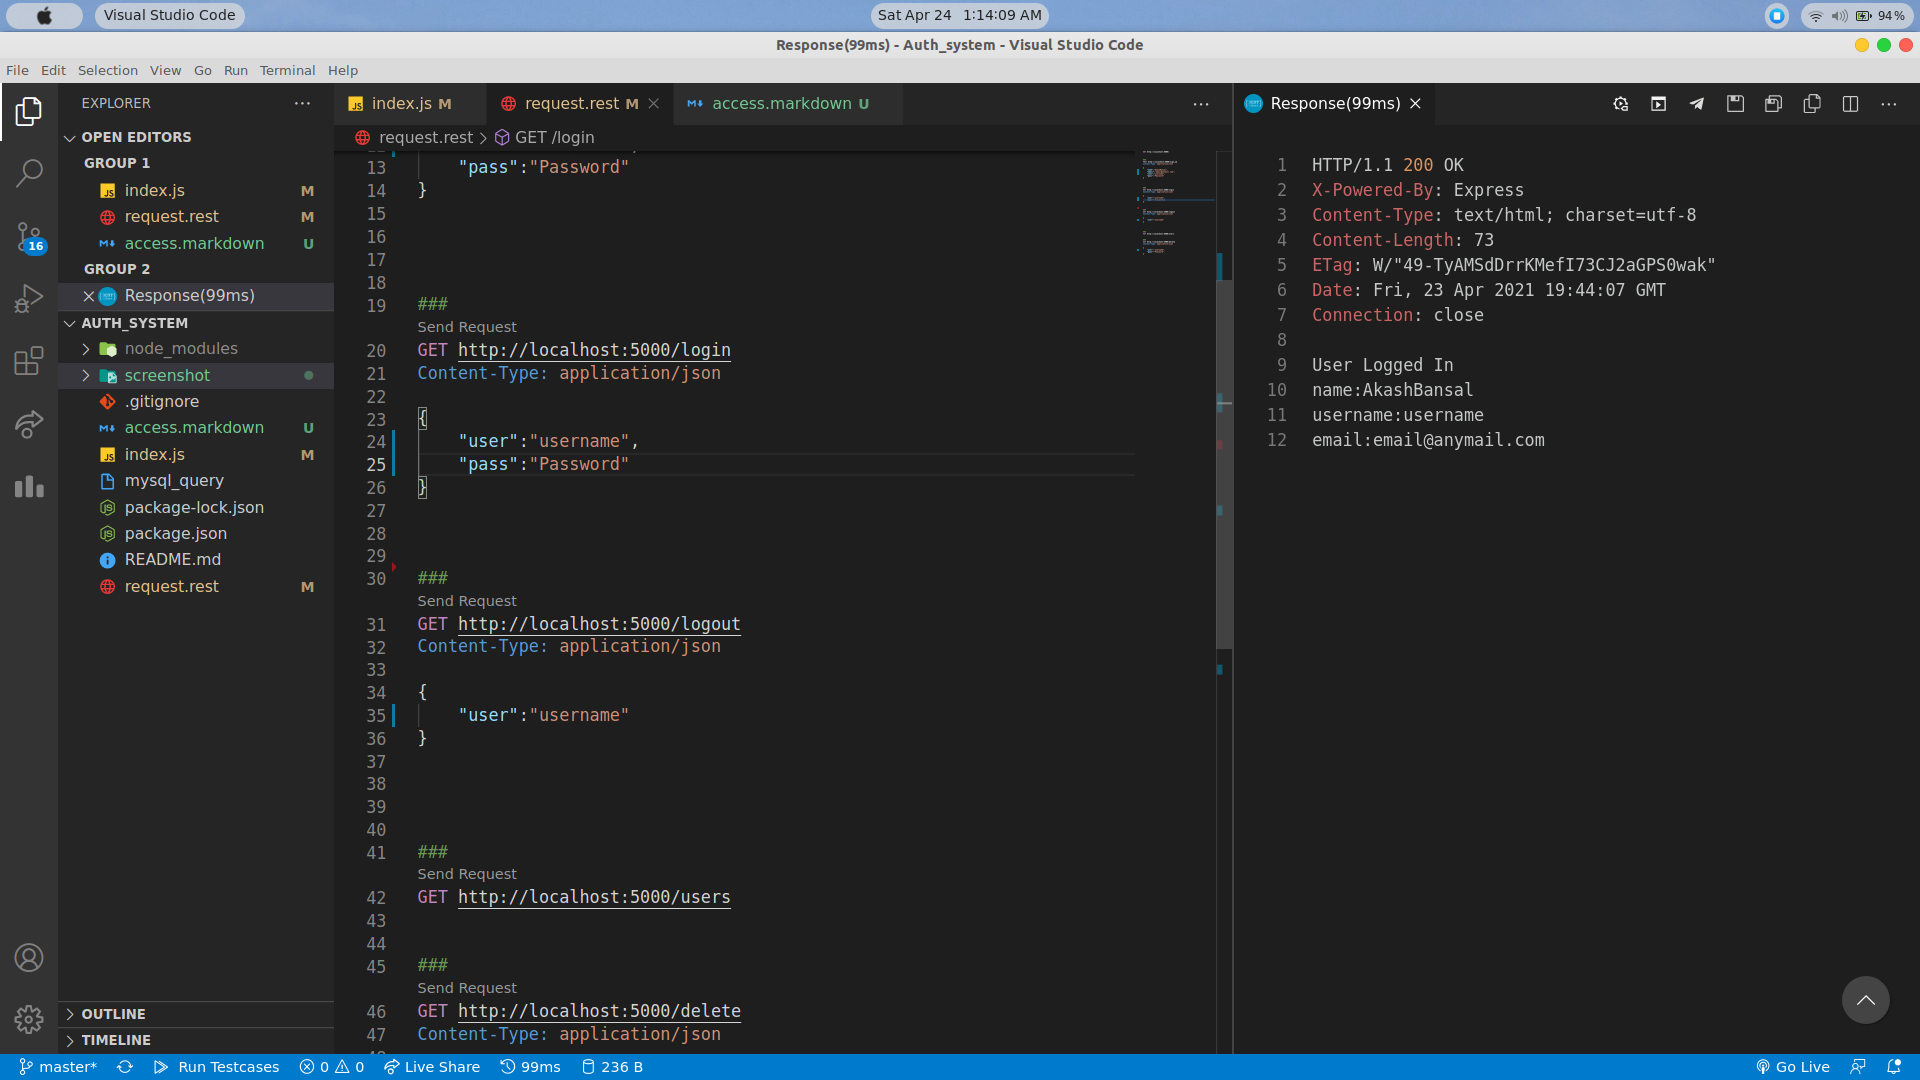 Visual Studio Code
Sat Apr 24 1:14:09 AM
94%
Response(99ms) - Auth_system - Visual Studio Code
File Edit Selection View Go Run Terminal Help
EXPLORER
OPEN EDITORS
GROUP 1
index.js M
request.rest M
access.markdown U
GROUP 2
Response(99ms)
AUTH_SYSTEM
node_modules
screenshot
.gitignore
access.markdown U
index.js M
mysql_query
package-lock.json
package.json
README.md
request.rest M
OUTLINE
TIMELINE
16
index.js M
request.rest M
access.markdown U
request.rest > GET /login
13 "pass":"Password"
14 }
15
16
17
18
19 ###
Send Request
20 GET http://localhost:5000/login
21 Content-Type: application/json
22
23 {
24 "user":"username",
25 "pass":"Password"
26 }
27
28
29
30 ###
Send Request
31 GET http://localhost:5000/logout
32 Content-Type: application/json
33
34 {
35 "user":"username"
36 }
37
38
39
40
41 ###
Send Request
42 GET http://localhost:5000/users
43
44
45 ###
Send Request
46 GET http://localhost:5000/delete
47 Content-Type: application/json
Response(99ms)
1 HTTP/1.1 200 OK
2 X-Powered-By: Express
3 Content-Type: text/html; charset=utf-8
4 Content-Length: 73
5 ETag: W/"49-TyAMSdDrrKMefI73CJ2aGPS0wak"
6 Date: Fri, 23 Apr 2021 19:44:07 GMT
7 Connection: close
8
9 User Logged In
10 name:AkashBansal
11 username:username
12 email:email@anymail.com
master* Run Testcases 0 0 Live Share 99ms 236 B Go Live